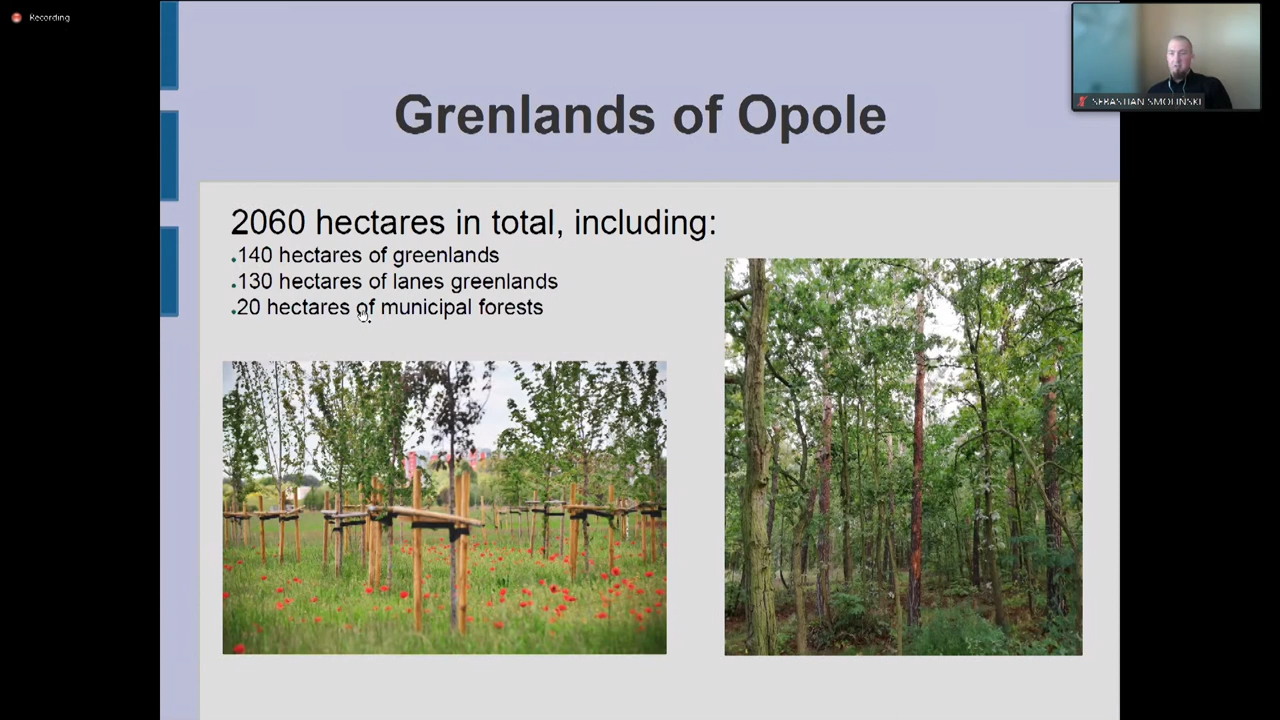 Recording
SEBASTIAN SMOLIŃSKI
Grenlands of Opole
2060 hectares in total, including:
.140 hectares of greenlands
.130 hectares of lanes greenlands
.20 hectares of municipal forests